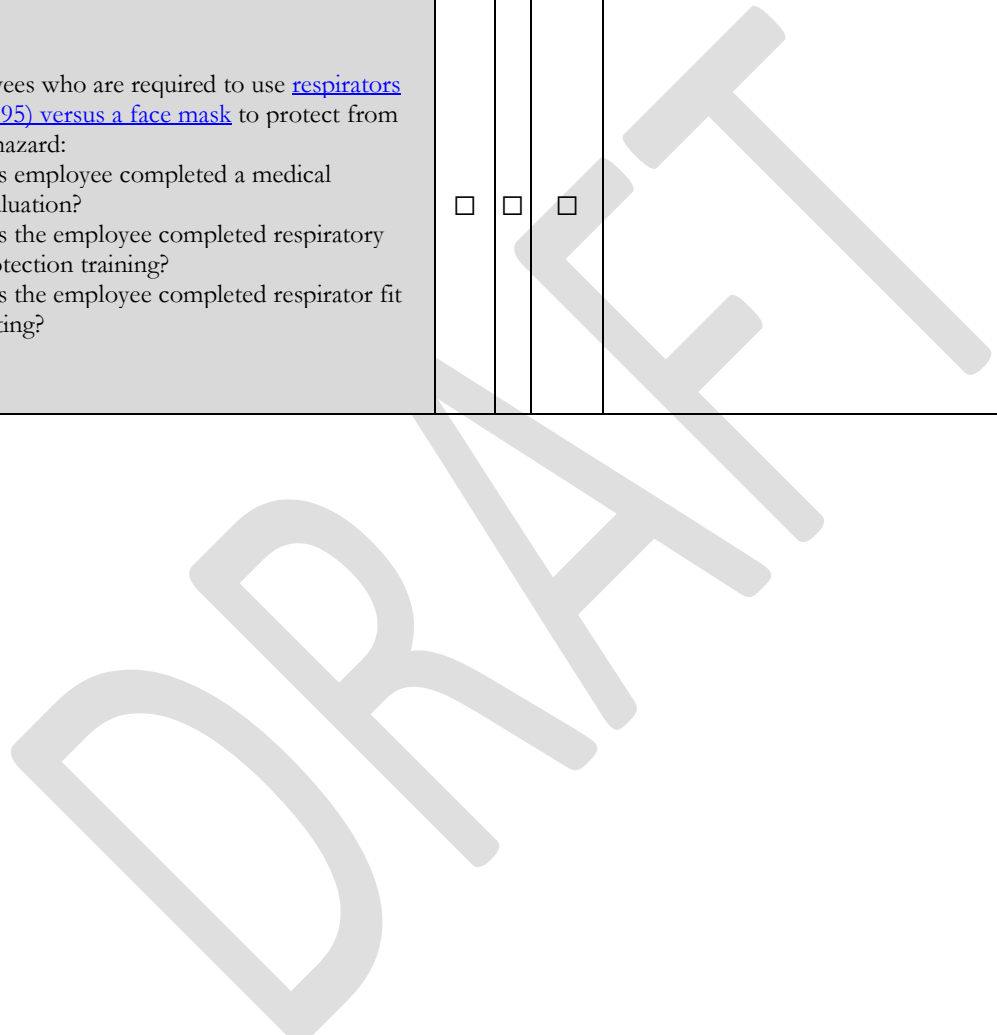 yees who are required to use respirators
95) versus a face mask to protect from
hazard:
s employee completed a medical
luation?
s the employee completed respiratory
otection training?
s the employee completed respirator fit
ting?
☐ ☐ ☐
DRAFT